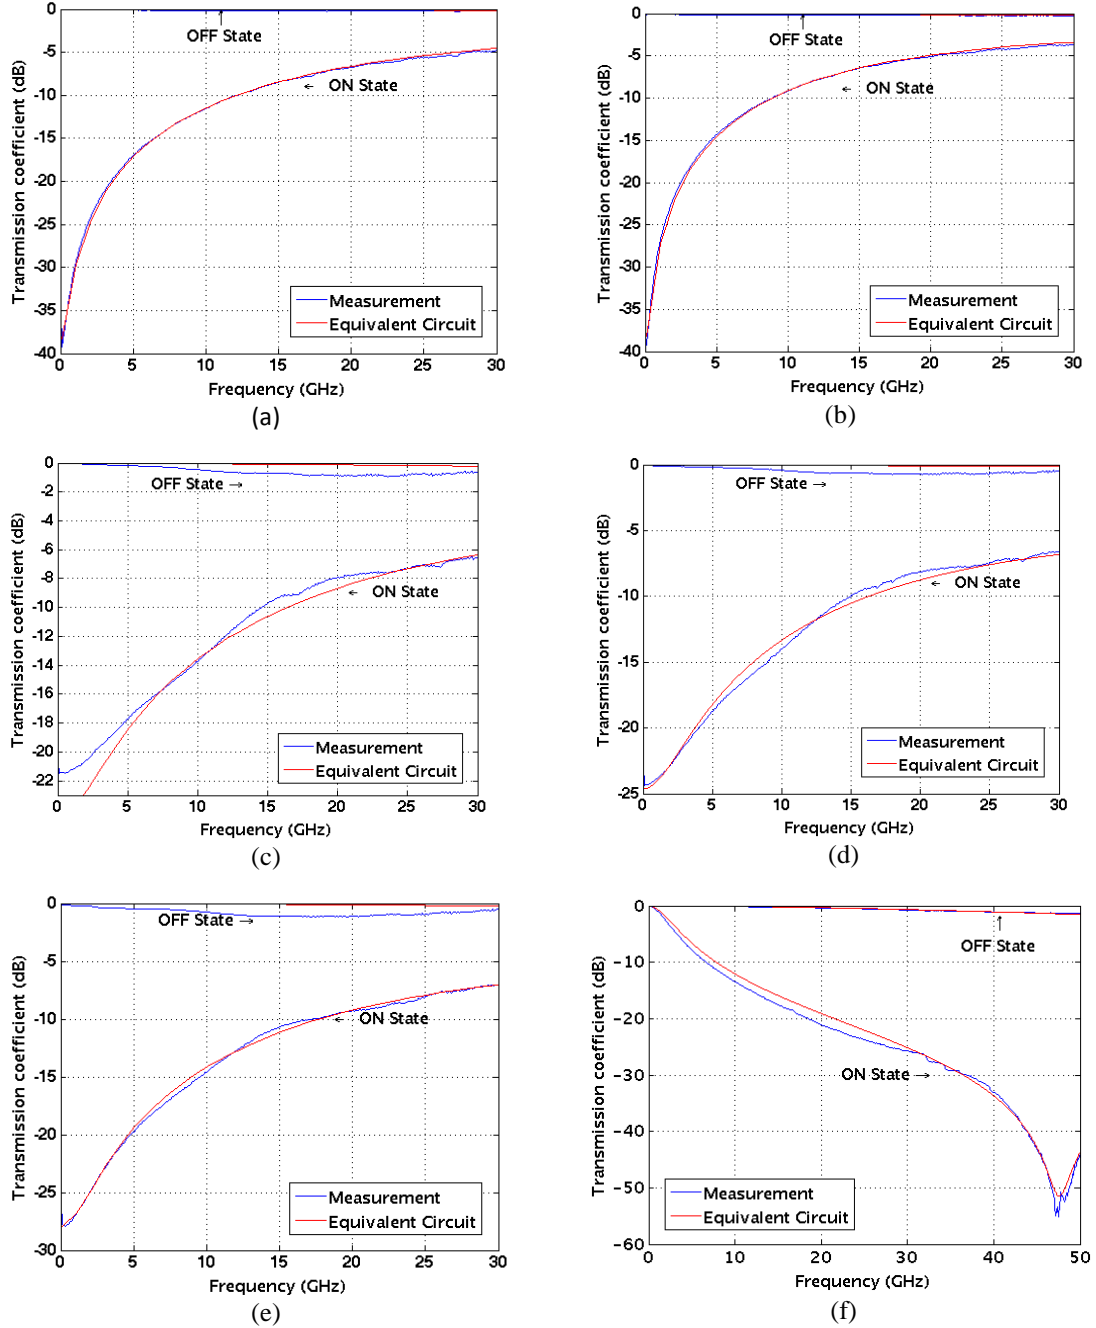 0
-5
-10
-15
-20
-25
-30
-35
-40
0 5 10 15 20 25 30
Transmission coefficient (dB)
Frequency (GHz)
OFF State
ON State
Measurement
Equivalent Circuit
(a)
0
-5
-10
-15
-20
-25
-30
-35
-40
0 5 10 15 20 25 30
Transmission coefficient (dB)
Frequency (GHz)
OFF State
ON State
Measurement
Equivalent Circuit
(b)
0
-2
-4
-6
-8
-10
-12
-14
-16
-18
-20
-22
0 5 10 15 20 25 30
Transmission coefficient (dB)
Frequency (GHz)
OFF State
ON State
Measurement
Equivalent Circuit
(c)
0
-5
-10
-15
-20
-25
0 5 10 15 20 25 30
Transmission coefficient (dB)
Frequency (GHz)
OFF State
ON State
Measurement
Equivalent Circuit
(d)
0
-5
-10
-15
-20
-25
-30
0 5 10 15 20 25 30
Transmission coefficient (dB)
Frequency (GHz)
OFF State
ON State
Measurement
Equivalent Circuit
(e)
0
−10
−20
−30
−40
−50
−60
0 10 20 30 40 50
Transmission coefficient (dB)
Frequency (GHz)
OFF State
ON State
Measurement
Equivalent Circuit
(f)